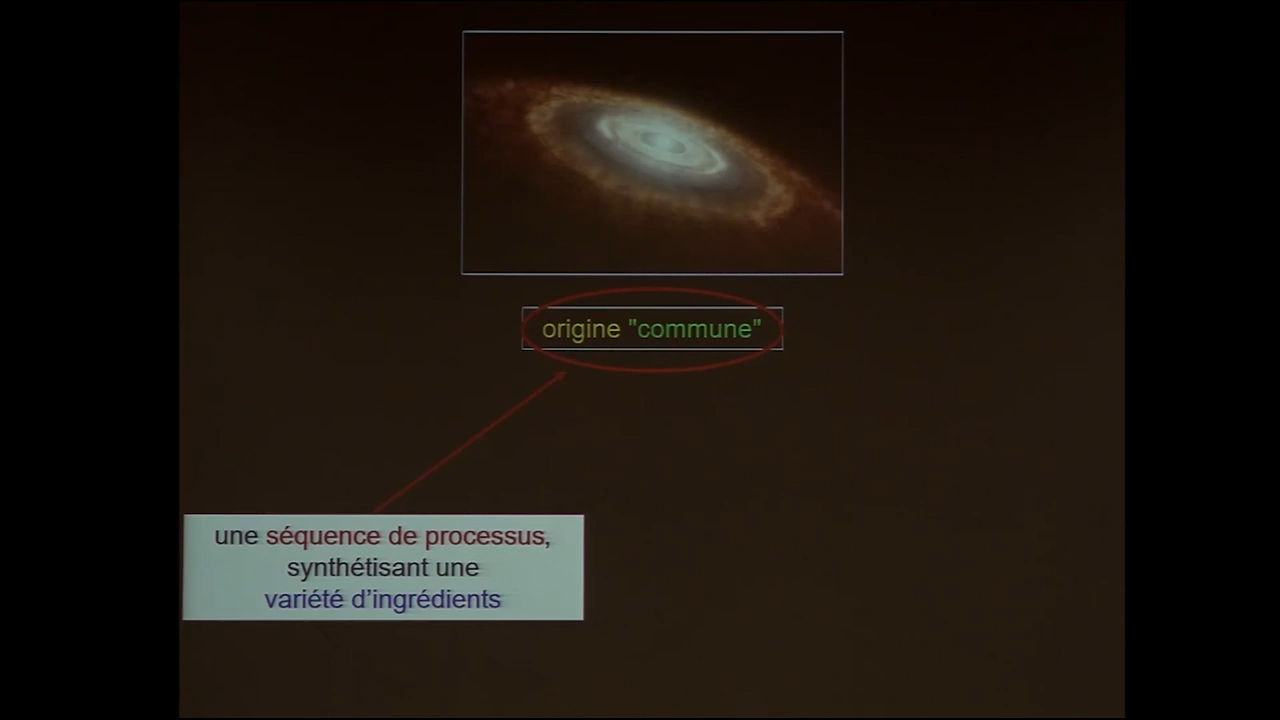 origine "commune"
une séquence de processus,
synthétisant une
variété d'ingrédients